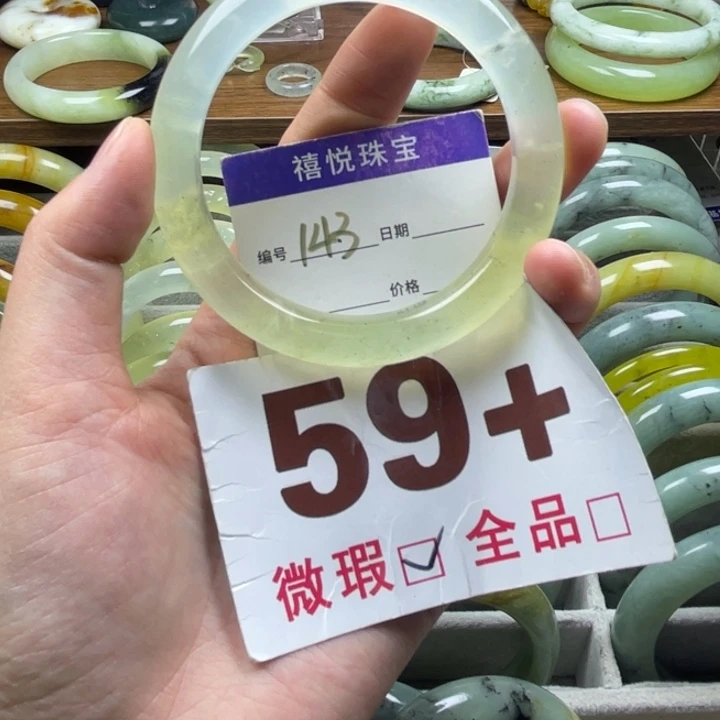 禧悦珠宝
编号 143 日期
价格
59+
微瑕☑全品☐